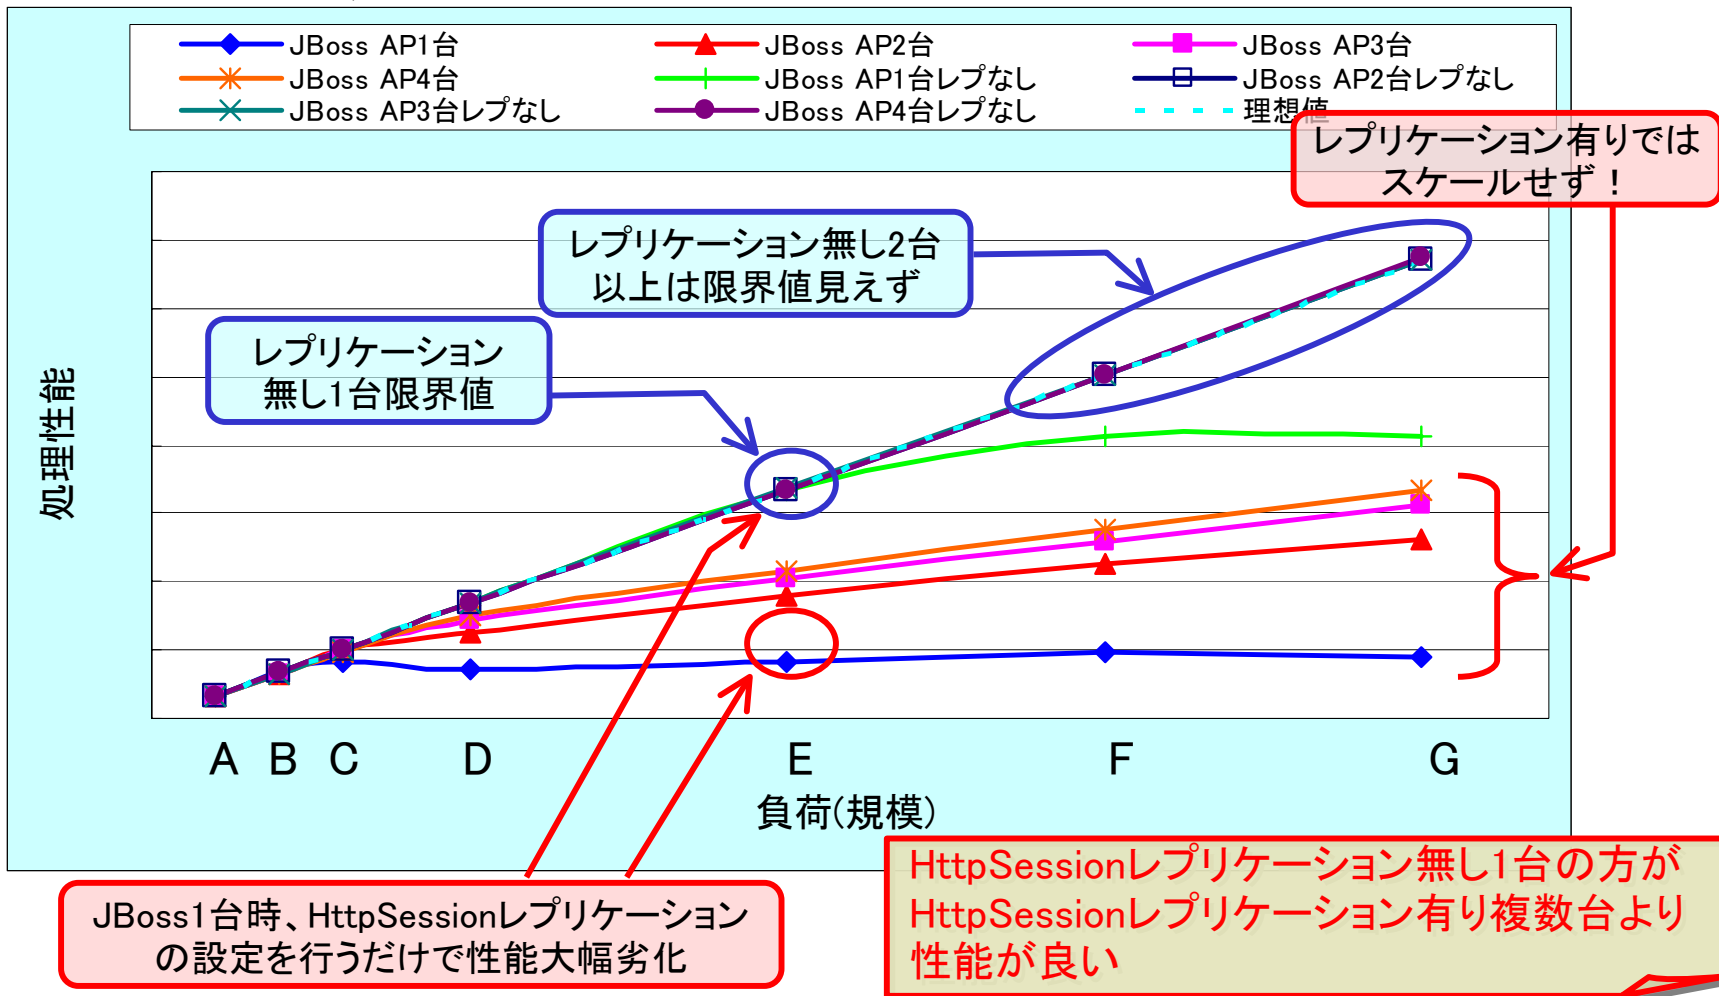 JBoss AP1台
JBoss AP2台
JBoss AP3台
JBoss AP4台
JBoss AP1台レプなし
JBoss AP2台レプなし
JBoss AP3台レプなし
JBoss AP4台レプなし
理想値
レプリケーション有りでは
スケールせず！
レプリケーション無し2台
以上は限界値見えず
レプリケーション
無し1台限界値
処理性能
A
B
C
D
E
F
G
負荷(規模)
JBoss1台時、HttpSessionレプリケーション
の設定を行うだけで性能大幅劣化
HttpSessionレプリケーション無し1台の方が
HttpSessionレプリケーション有り複数台より
性能が良い